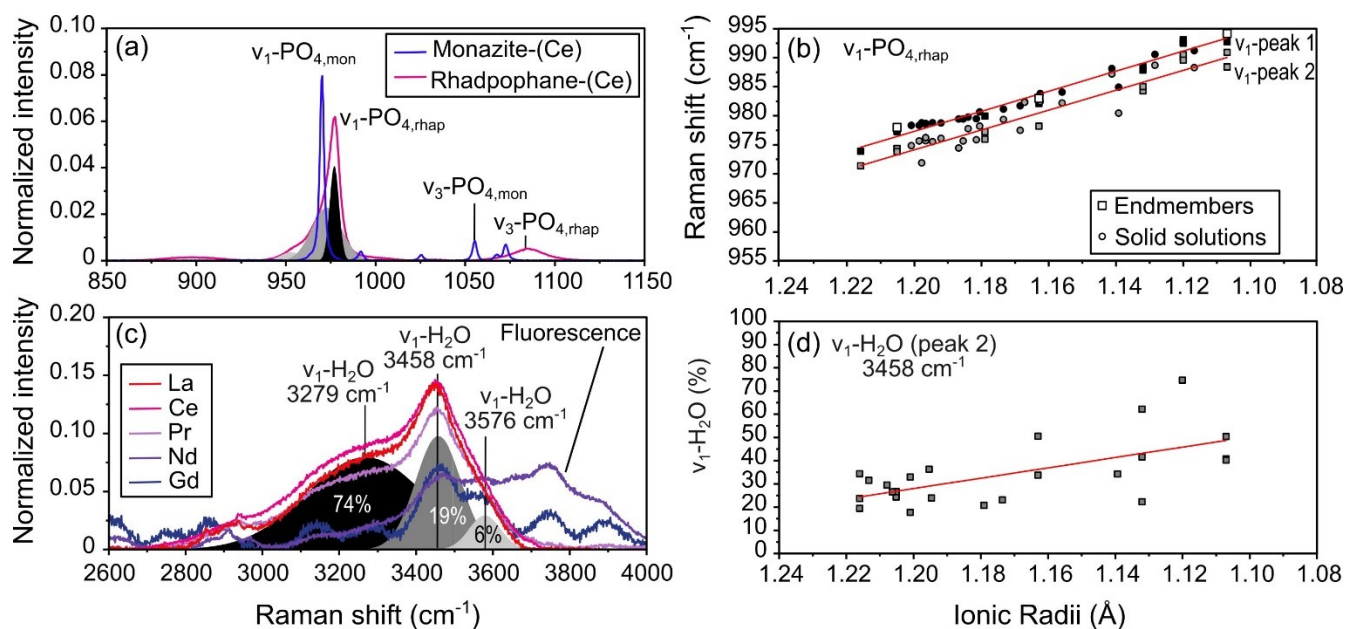 Normalized intensity
0.10
0.08
0.06
0.04
0.02
0
(a)
v₁-PO₄,mon
Monazite-(Ce)
Rhadpophane-(Ce)
v₁-PO₄,rhap
v₃-PO₄,mon
v₃-PO₄,rhap
850 900 950 1000 1050 1100 1150
Raman shift (cm⁻¹)
995
990
985
980
975
970
965
960
955
(b)
v₁-PO₄,rhap
v₁-peak 1
v₁-peak 2
Endmembers
Solid solutions
1.24 1.22 1.20 1.18 1.16 1.14 1.12 1.10 1.08
Normalized intensity
0.20
0.15
0.10
0.05
0
(c)
Fluorescence
La
Ce
Pr
Nd
Gd
v₁-H₂O
3279 cm⁻¹
v₁-H₂O
3458 cm⁻¹
v₁-H₂O
3576 cm⁻¹
74%
19%
6%
2600 2800 3000 3200 3400 3600 3800 4000
Raman shift (cm⁻¹)
v₁-H₂O (%)
100
90
80
70
60
50
40
30
20
10
0
(d)
v₁-H₂O (peak 2)
3458 cm⁻¹
1.24 1.22 1.20 1.18 1.16 1.14 1.12 1.10 1.08
Ionic Radii (Å)